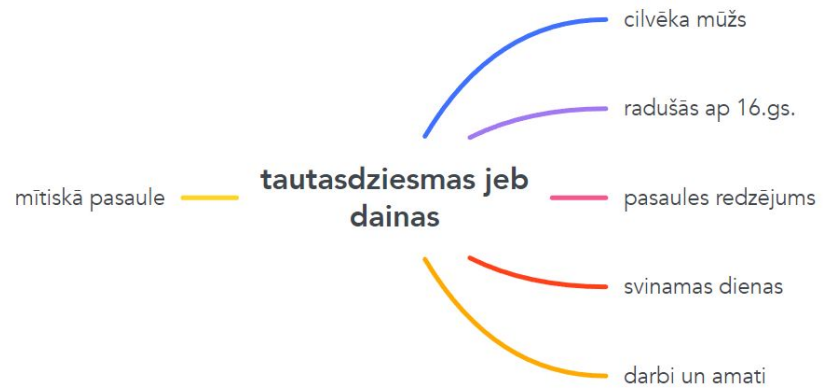 cilvēka mūžs
radušās ap 16.gs.
mītiskā pasaule
tautasdziesmas jeb
dainas
pasaules redzējums
svinamas dienas
darbi un amati